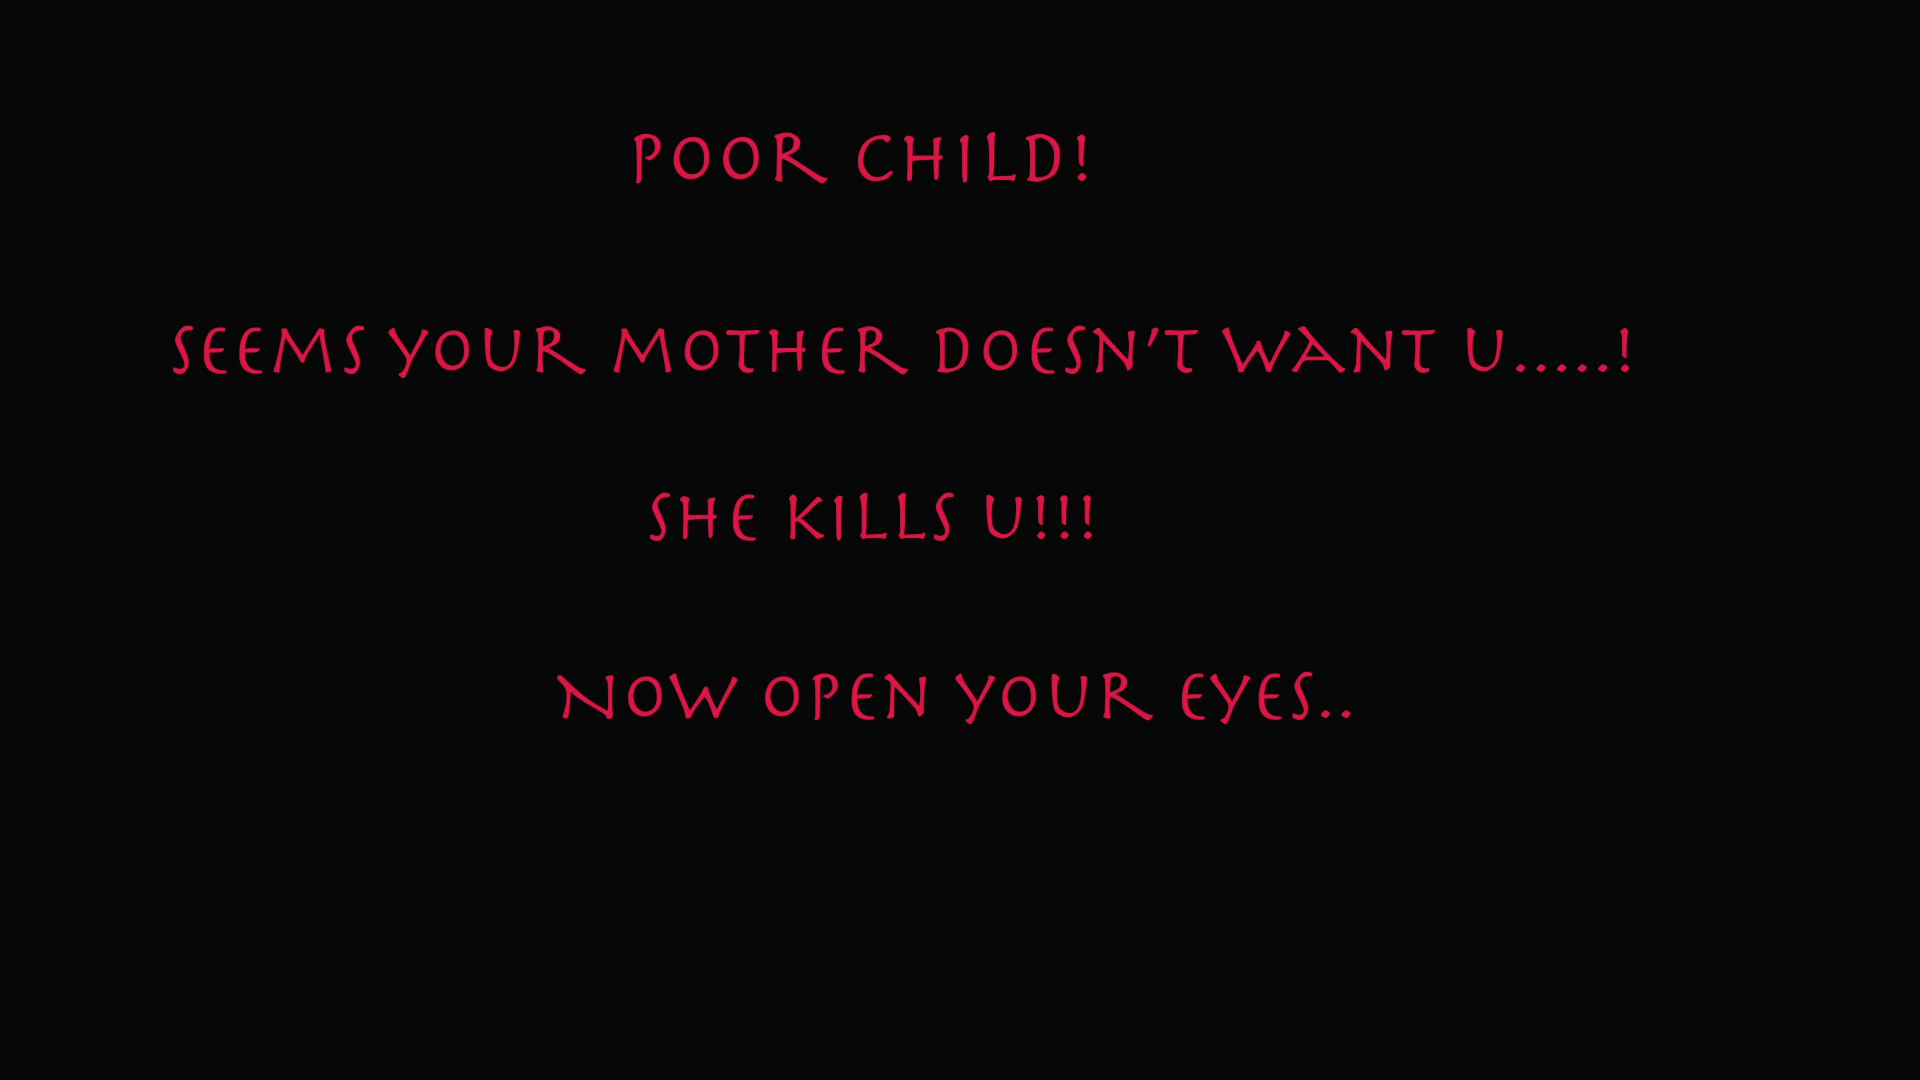 Poor child!
Seems your mother doesn't want u.....!
She kills u!!!
Now open your eyes..